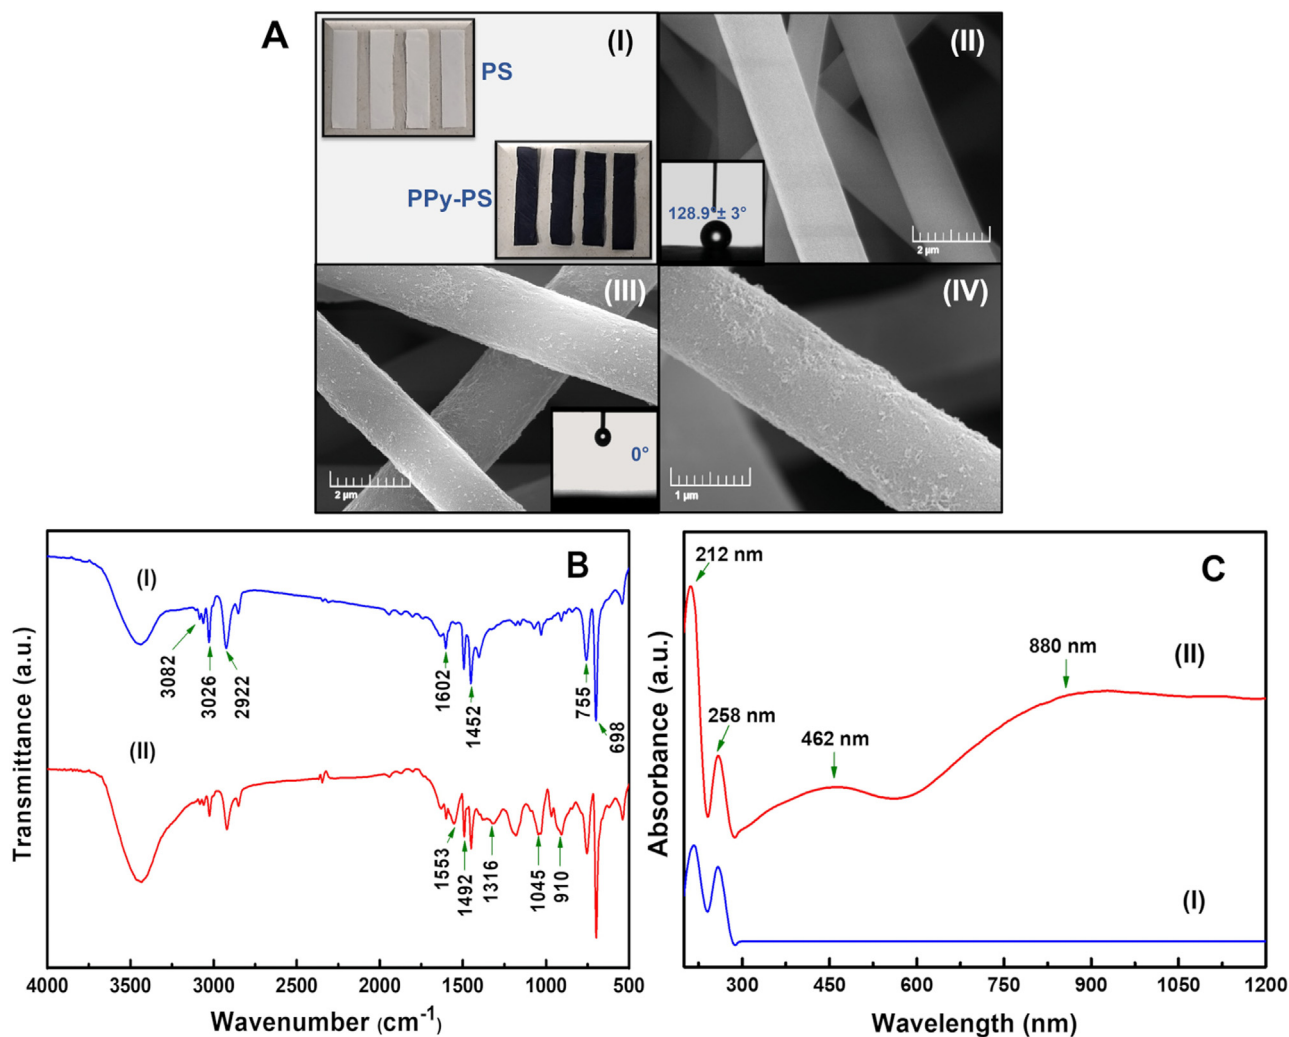 A
(I)
PS
PPy-PS
(II)
128.9°± 3°
2 µm
(III)
0°
2 µm
(IV)
1 µm
B
(I)
3082
3026
2922
1602
1452
755
698
(II)
1553
1492
1316
1045
910
Transmittance (a.u.)
4000 3500 3000 2500 2000 1500 1000 500
Wavenumber (cm-1)
C
212 nm
258 nm
462 nm
880 nm
(II)
(I)
Absorbance (a.u.)
300 450 600 750 900 1050 1200
Wavelength (nm)